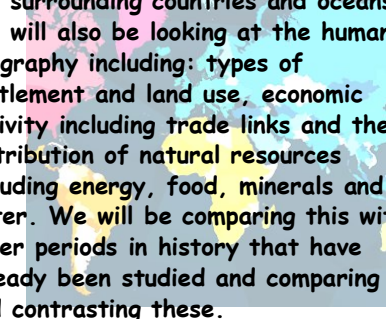 surrounding countries and oceans
will also be looking at the human
graphy including: types of
tlement and land use, economic
ivity including trade links and the
tribution of natural resources
uding energy, food, minerals and
ter. We will be comparing this wi
er periods in history that have
eady been studied and comparing
contrasting these.